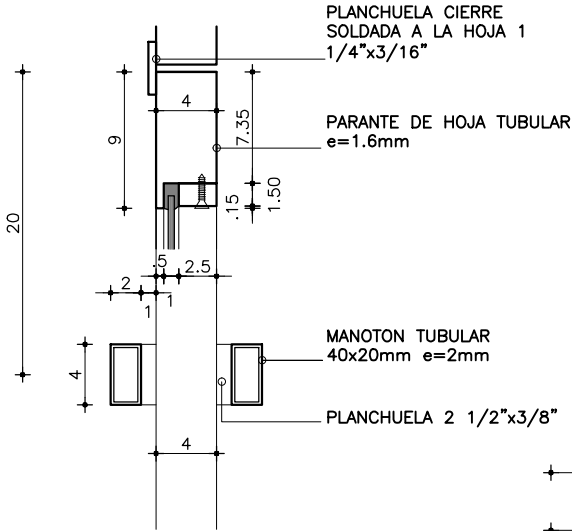 PLANCHUELA CIERRE
SOLDADA A LA HOJA 1
1/4"x3/16"
4
9
7.35
PARANTE DE HOJA TUBULAR
e=1.6mm
1.50
.15
20
.5
2.5
2
1
1
MANOTON TUBULAR
40x20mm e=2mm
4
PLANCHUELA 2 1/2"x3/8"
4